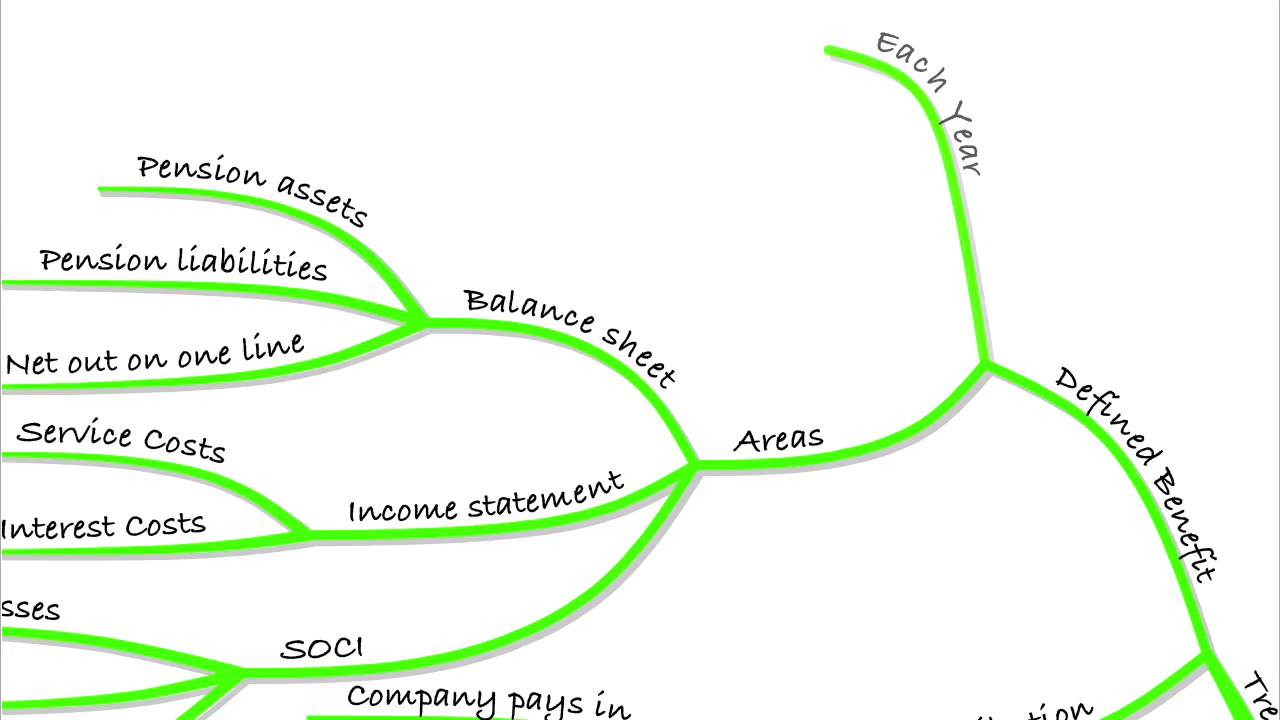 Each Year
Pension assets
Pension liabilities
Balance sheet
Net out on one line
Defined Benefit
Areas
Service Costs
Income statement
Interest Costs
SOCI
Company pays in